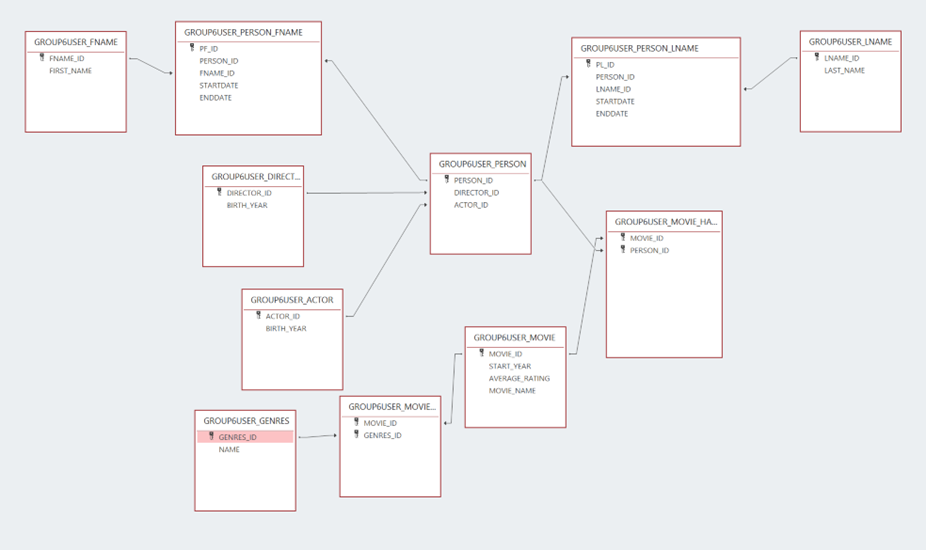 GROUP6USER_FNAME
FNAME_ID
FIRST_NAME
GROUP6USER_PERSON_FNAME
PF_ID
PERSON_ID
FNAME_ID
STARTDATE
ENDDATE
GROUP6USER_PERSON_LNAME
PL_ID
PERSON_ID
LNAME_ID
STARTDATE
ENDDATE
GROUP6USER_LNAME
LNAME_ID
LAST_NAME
GROUP6USER_DIRECT...
DIRECTOR_ID
BIRTH_YEAR
GROUP6USER_PERSON
PERSON_ID
DIRECTOR_ID
ACTOR_ID
GROUP6USER_MOVIE_HA...
MOVIE_ID
PERSON_ID
GROUP6USER_ACTOR
ACTOR_ID
BIRTH_YEAR
GROUP6USER_MOVIE
MOVIE_ID
START_YEAR
AVERAGE_RATING
MOVIE_NAME
GROUP6USER_GENRES
GENRES_ID
NAME
GROUP6USER_MOVIE...
MOVIE_ID
GENRES_ID